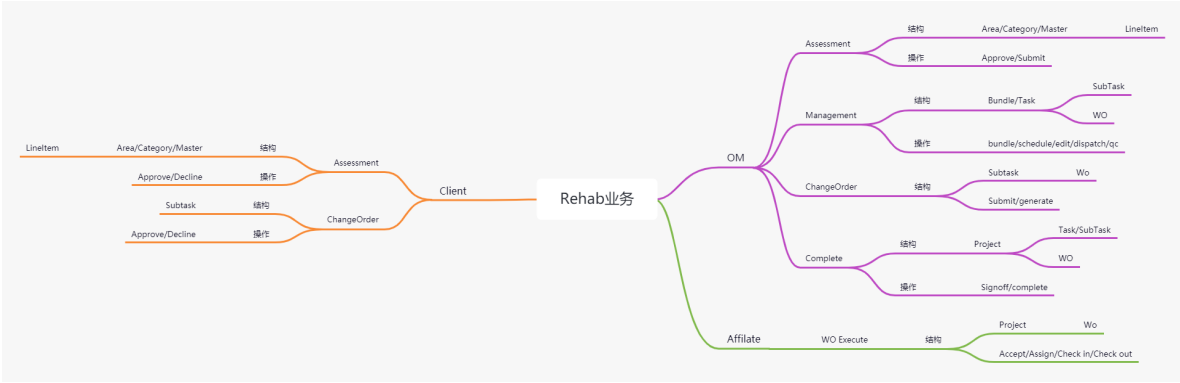 Rehab业务
Client
Assessment
结构
Area/Category/Master
LineItem
操作
Approve/Decline
ChangeOrder
结构
Subtask
操作
Approve/Decline
OM
Assessment
结构
Area/Category/Master
LineItem
操作
Approve/Submit
Management
结构
Bundle/Task
SubTask
WO
操作
bundle/schedule/edit/dispatch/qc
ChangeOrder
结构
Subtask
Wo
Submit/generate
Complete
结构
Project
Task/SubTask
WO
操作
Signoff/complete
Affilate
WO Execute
结构
Project
Wo
Accept/Assign/Check in/Check out